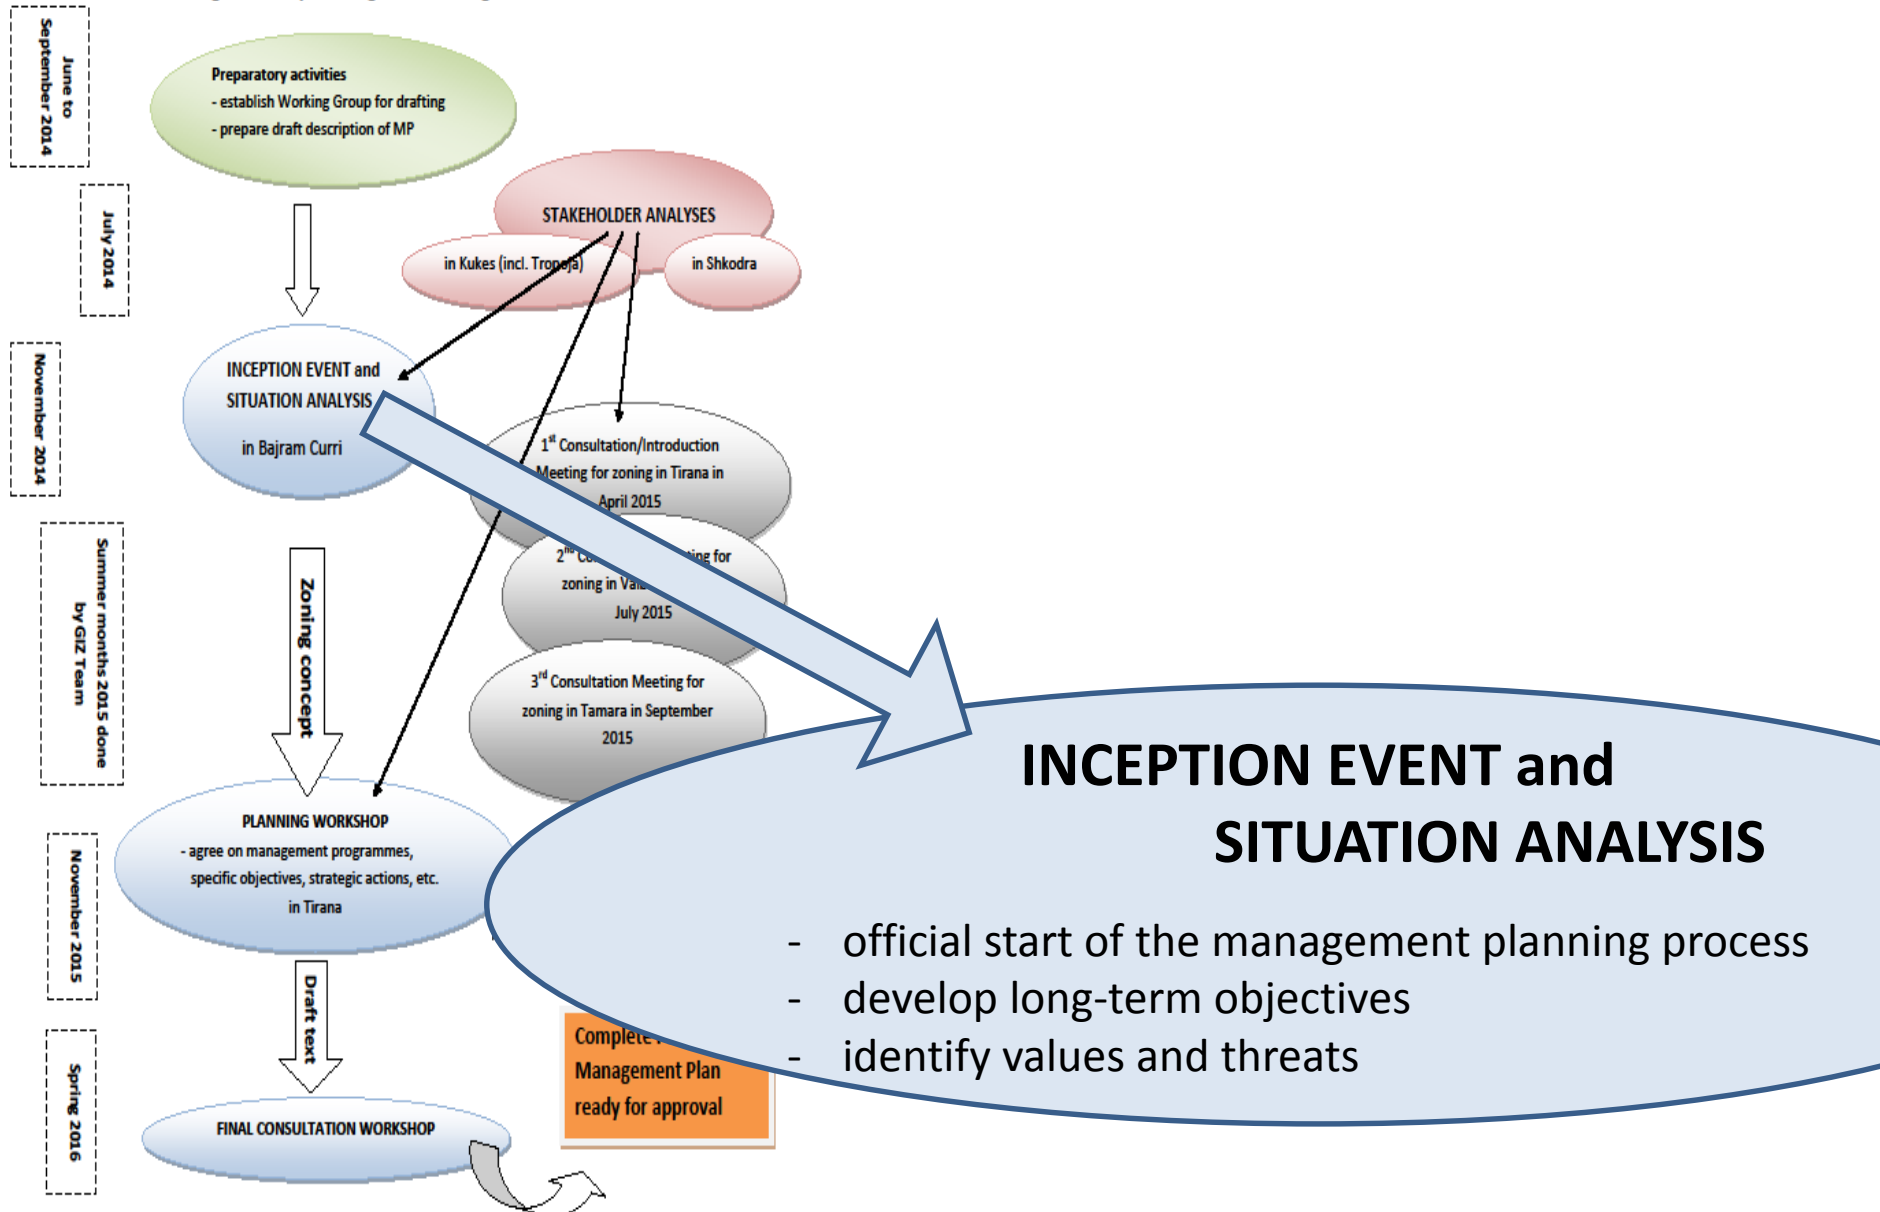 June to
September 2014
Preparatory activities
- establish Working Group for drafting
- prepare draft description of MP
July 2014
STAKEHOLDER ANALYSES
in Kukes (incl. Tropoja)
in Shkodra
November 2014
INCEPTION EVENT and
SITUATION ANALYSIS
in Bajram Curri
1st Consultation/Introduction
Meeting for zoning in Tirana in
April 2015
2nd for
zoning in
July 2015
3rd Consultation Meeting for
zoning in Tamara in September
2015
Summer months 2015 done
by GIZ Team
Zoning concept
November 2015
PLANNING WORKSHOP
- agree on management programmes,
specific objectives, strategic actions, etc.
in Tirana
Draft text
Spring 2016
FINAL CONSULTATION WORKSHOP
Complete
Management Plan
ready for approval
INCEPTION EVENT and
SITUATION ANALYSIS
- official start of the management planning process
- develop long-term objectives
- identify values and threats